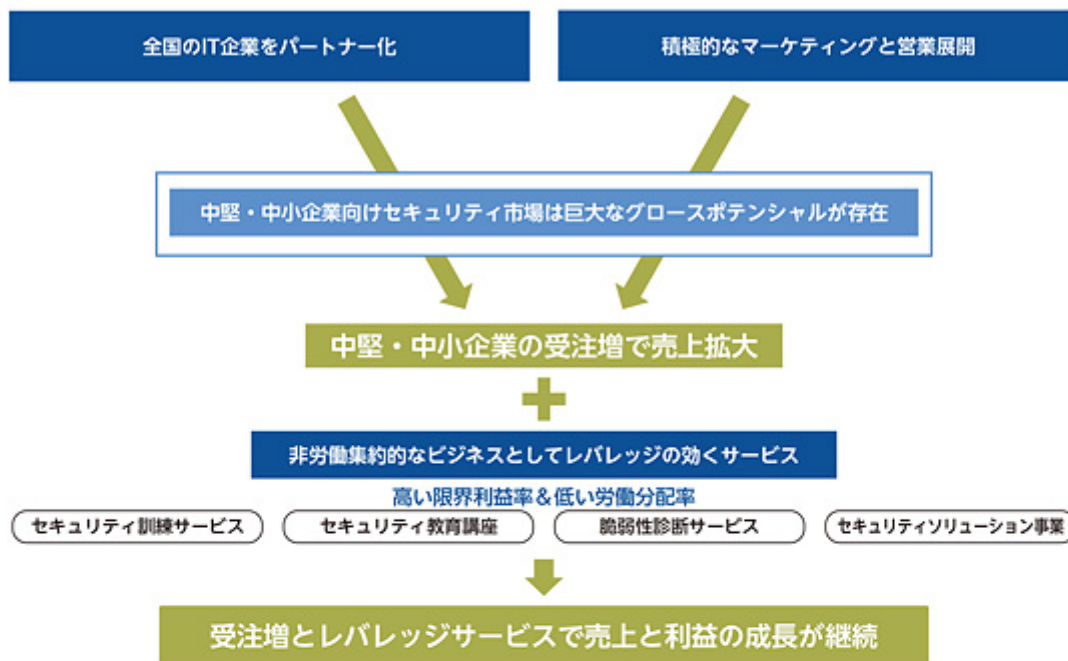 全国のIT企業をパートナー化
積極的なマーケティングと営業展開
中堅・中小企業向けセキュリティ市場は巨大なグロースポテンシャルが存在
中堅・中小企業の受注増で売上拡大
非労働集約的なビジネスとしてレバレッジの効くサービス
高い限界利益率＆低い労働分配率
セキュリティ訓練サービス
セキュリティ教育講座
脆弱性診断サービス
セキュリティソリューション事業
受注増とレバレッジサービスで売上と利益の成長が継続